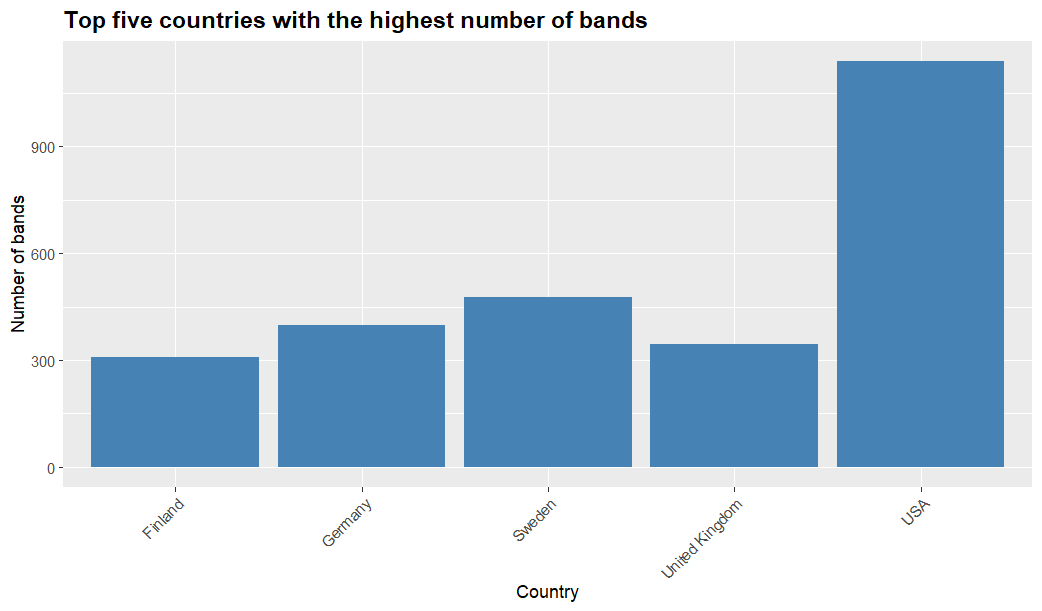 Top five countries with the highest number of bands
Number of bands
900
600
300
0
Finland
Germany
Sweden
United Kingdom
USA
Country